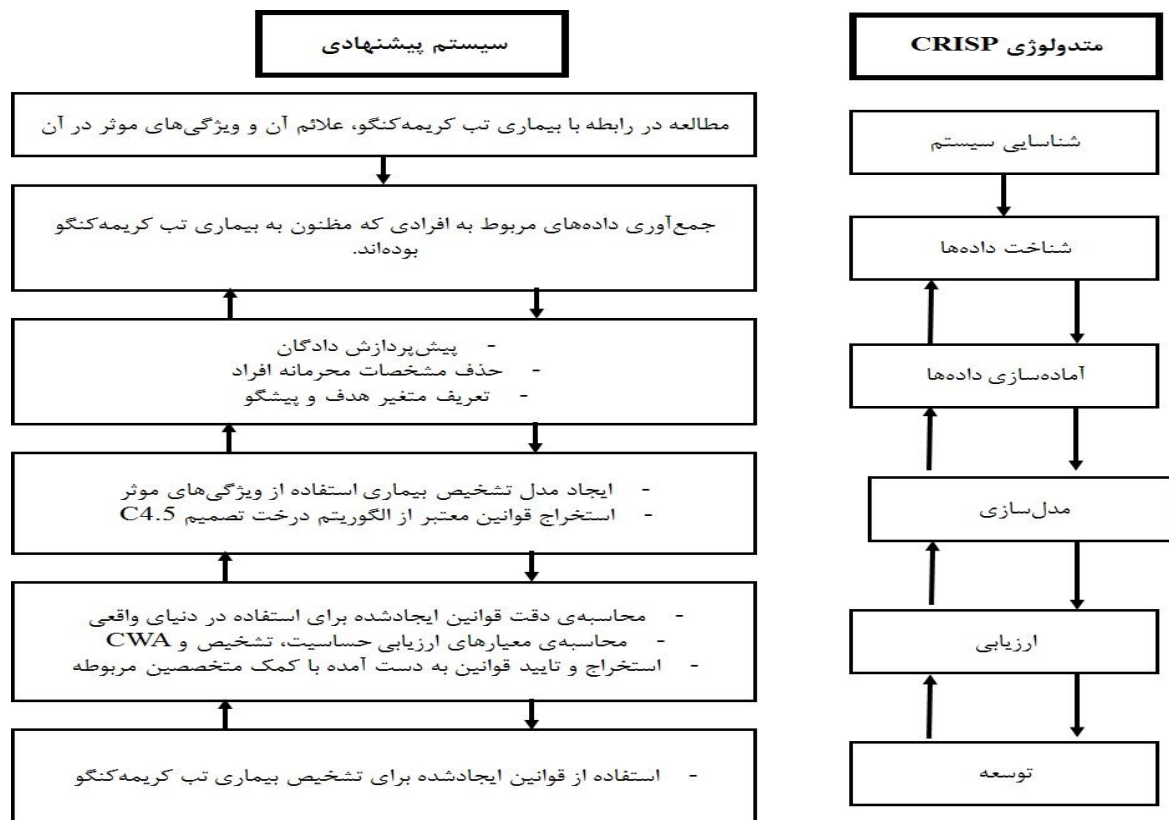 متدولوژی CRISP
شناسایی سیستم
شناخت داده‌ها
آماده‌سازی داده‌ها
مدل‌سازی
ارزیابی
توسعه
سیستم پیشنهادی
مطالعه در رابطه با بیماری تب کریمه‌کنگو، علائم آن و ویژگی‌های موثر در آن
جمع‌آوری داده‌های مربوط به افرادی که مظنون به بیماری تب کریمه‌کنگو
بوده‌اند.
- پیش‌پردازش دادگان
- حذف مشخصات محرمانه افراد
- تعریف متغیر هدف و پیشگو
- ایجاد مدل تشخیص بیماری استفاده از ویژگی‌های موثر
- استخراج قوانین معتبر از الگوریتم درخت تصمیم C4.5
- محاسبه‌ی دقت قوانین ایجادشده برای استفاده در دنیای واقعی
- محاسبه‌ی معیارهای ارزیابی حساسیت، تشخیص و CWA
- استخراج و تایید قوانین به دست آمده با کمک متخصصین مربوطه
- استفاده از قوانین ایجادشده برای تشخیص بیماری تب کریمه‌کنگو